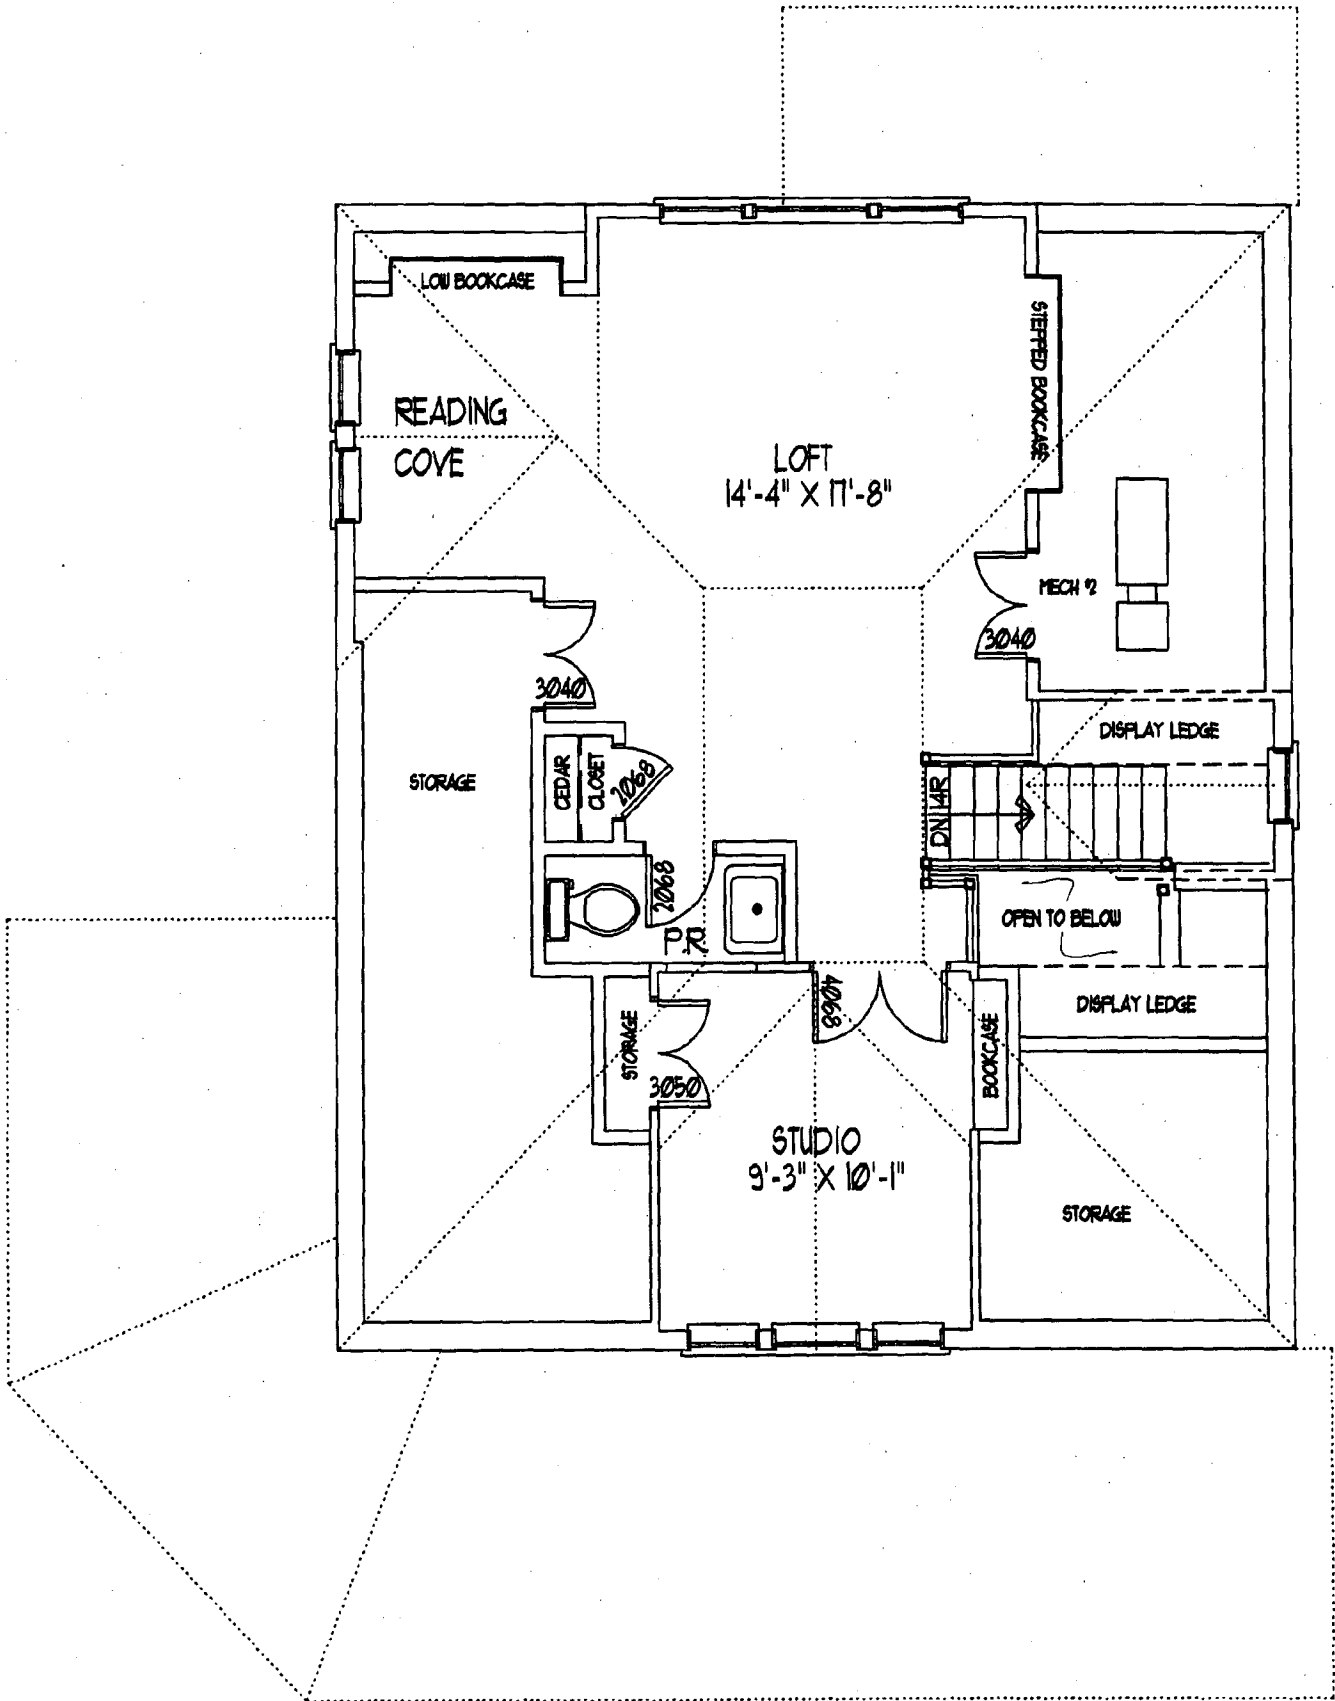 LOW BOOKCASE
STEPPED BOOKCASE
READING
COVE
LOFT
14'-4" X 17'-8"
MECH #2
3040
3040
DISPLAY LEDGE
STORAGE
CEDAR
CLOSET
2068
DN 14R
2068
PR
OPEN TO BELOW
4068
DISPLAY LEDGE
STORAGE
BOOKCASE
3050
STUDIO
9'-3" X 10'-1"
STORAGE